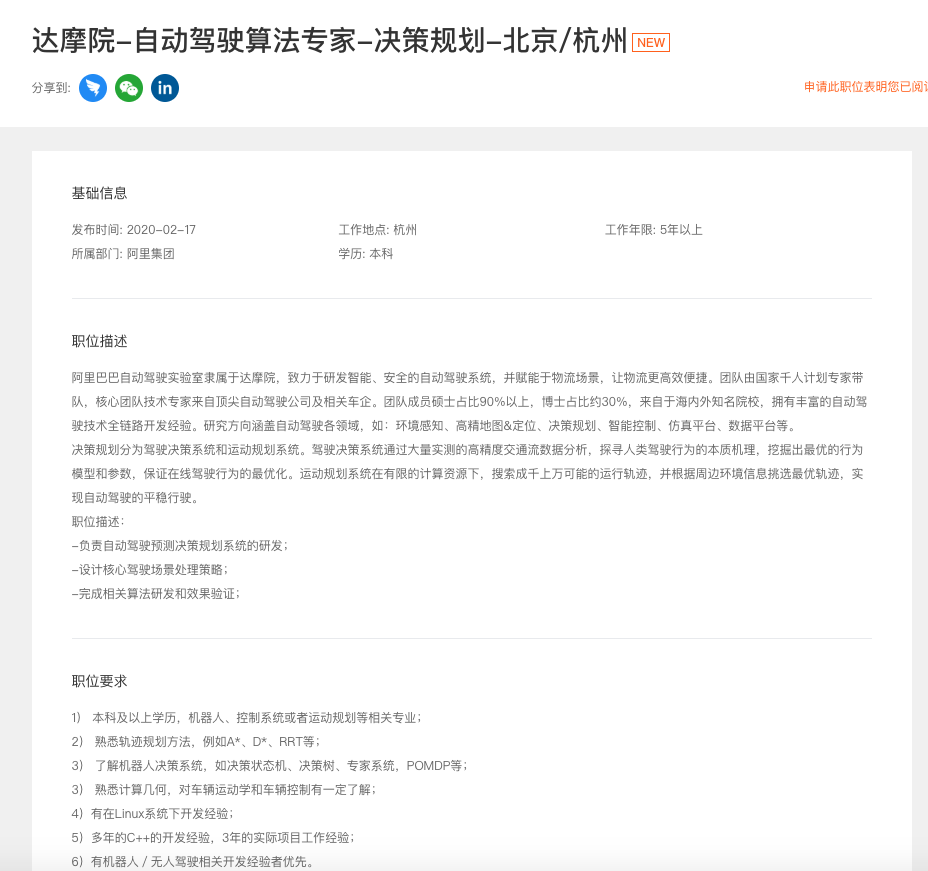 达摩院-自动驾驶算法专家-决策规划-北京/杭州 NEW
分享到: in
申请此职位表明您已阅
基础信息
发布时间: 2020-02-17 工作地点: 杭州 工作年限: 5年以上
所属部门: 阿里集团 学历: 本科
职位描述
阿里巴巴自动驾驶实验室隶属于达摩院，致力于研发智能、安全的自动驾驶系统，并赋能于物流场景，让物流更高效便捷。团队由国家千人计划专家带
队，核心团队技术专家来自顶尖自动驾驶公司及相关车企。团队成员硕士占比90%以上，博士占比约30%，来自于海内外知名院校，拥有丰富的自动驾
驶技术全链路开发经验。研究方向涵盖自动驾驶各领域，如：环境感知、高精地图&定位、决策规划、智能控制、仿真平台、数据平台等。
决策规划分为驾驶决策系统和运动规划系统。驾驶决策系统通过大量实测的高精度交通流数据分析，探寻人类驾驶行为的本质机理，挖掘出最优的行为
模型和参数，保证在线驾驶行为的最优化。运动规划系统在有限的计算资源下，搜索成千上万可能的运行轨迹，并根据周边环境信息挑选最优轨迹，实
现自动驾驶的平稳行驶。
职位描述：
-负责自动驾驶预测决策规划系统的研发；
-设计核心驾驶场景处理策略；
-完成相关算法研发和效果验证；
职位要求
1） 本科及以上学历，机器人、控制系统或者运动规划等相关专业；
2） 熟悉轨迹规划方法，例如A*、D*、RRT等；
3） 了解机器人决策系统，如决策状态机、决策树、专家系统，POMDP等；
3） 熟悉计算几何，对车辆运动学和车辆控制有一定了解；
4）有在Linux系统下开发经验；
5）多年的C++的开发经验，3年的实际项目工作经验；
6）有机器人 / 无人驾驶相关开发经验者优先。